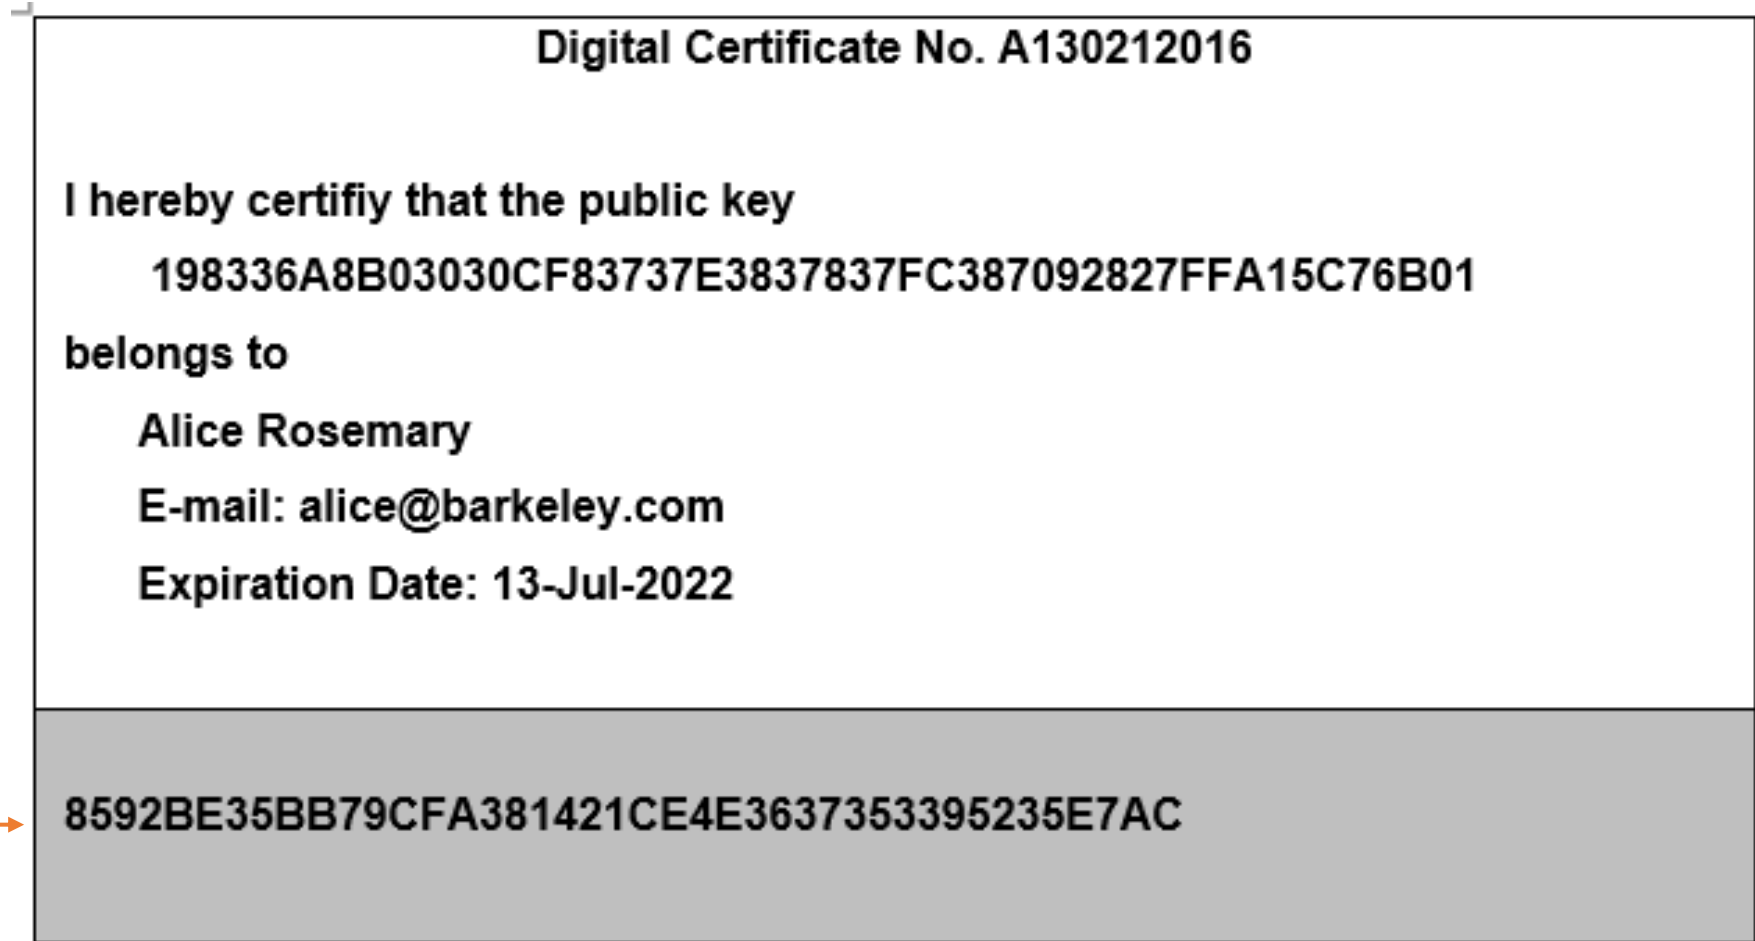 Digital Certificate No. A130212016
I hereby certifiy that the public key
198336A8B03030CF83737E3837837FC387092827FFA15C76B01
belongs to
Alice Rosemary
E-mail: alice@barkeley.com
Expiration Date: 13-Jul-2022
8592BE35BB79CFA381421CE4E3637353395235E7AC